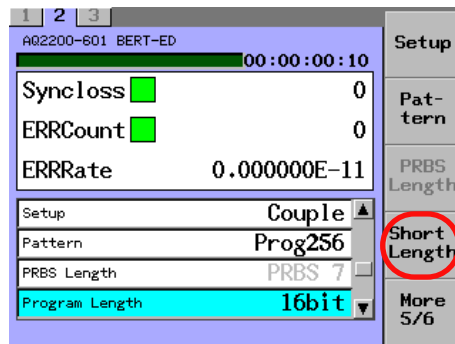 1 2 3
AQ2200-601 BERT-ED
00:00:00:10
Syncloss 0
ERRCount 0
ERRRate 0.000000E-11
Setup Couple
Pattern Prog256
PRBS Length PRBS 7
Program Length 16bit
Setup
Pat-
tern
PRBS
Length
Short
Length
More
5/6